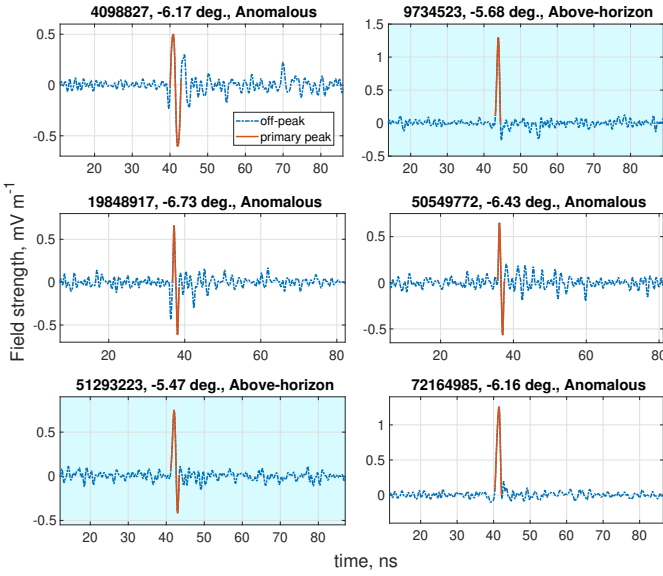 4098827, -6.17 deg., Anomalous
9734523, -5.68 Deg., Above-horizon
0.5
0
-0.5
10 20 30 40 50 60 70 80
off-peak
primary peak
1.5
1
0.5
0
-0.5
20 30 40 50 60 70 80
19848917, -6.73 deg., Anomalous
50549772, -6.43 deg., Anomalous
0.5
0
-0.5
20 40 60 80
0.5
0
-0.5
20 40 60 80
51293223, -5.47 deg., Above-horizon
72164985, -6.16 deg., Anomalous
0.5
0
-0.5
20 30 40 50 60 70 80
1
0.5
0
20 30 40 50 60 70 80
Field strength, mV m-1
time, ns